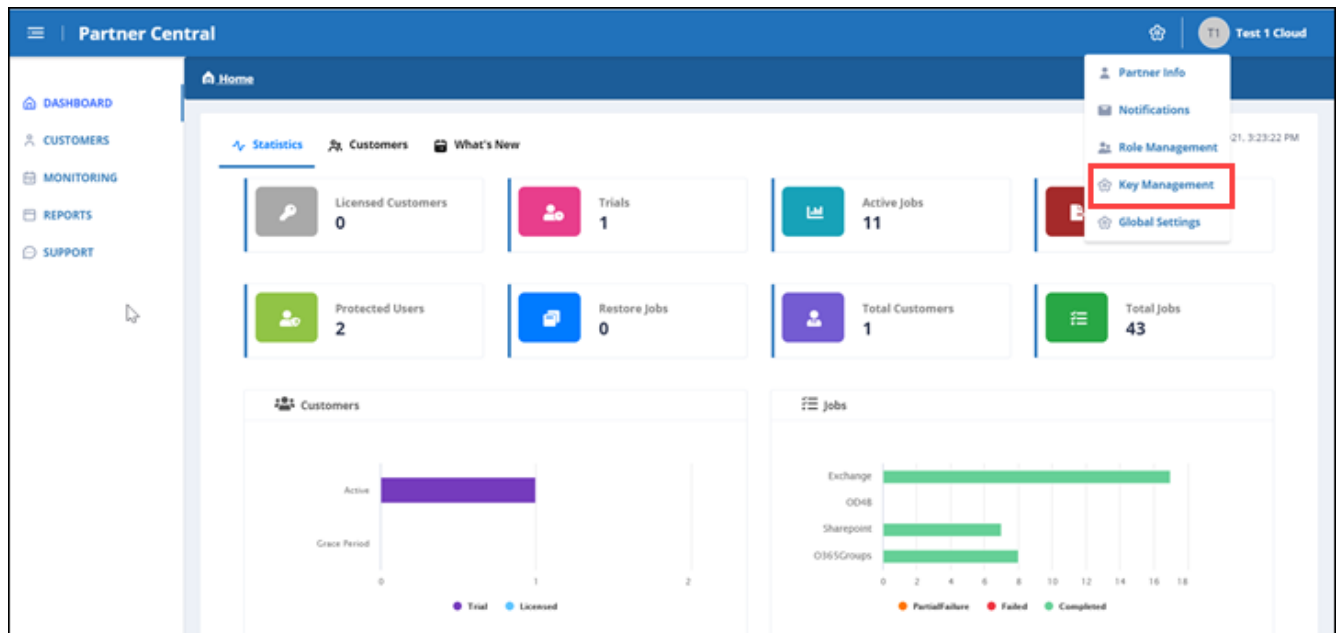 Partner Central
T1 Test 1 Cloud
Home
Partner Info
Notifications
Role Management
Key Management
Global Settings
DASHBOARD
CUSTOMERS
MONITORING
REPORTS
SUPPORT
Statistics Customers What's New
21, 3:23:22 PM
Licensed Customers
0
Trials
1
Active Jobs
11
Protected Users
2
Restore Jobs
0
Total Customers
1
Total Jobs
43
Customers
Active
Grace Period
0 1 2
Trial Licensed
Jobs
Exchange
OD4B
Sharepoint
O365Groups
0 2 4 6 8 10 12 14 16 18
PartialFailure Failed Completed